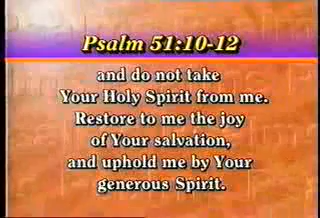 Psalm 51:10-12
and do not take
Your Holy Spirit from me.
Restore to me the joy
of Your salvation,
and uphold me by Your
generous Spirit.